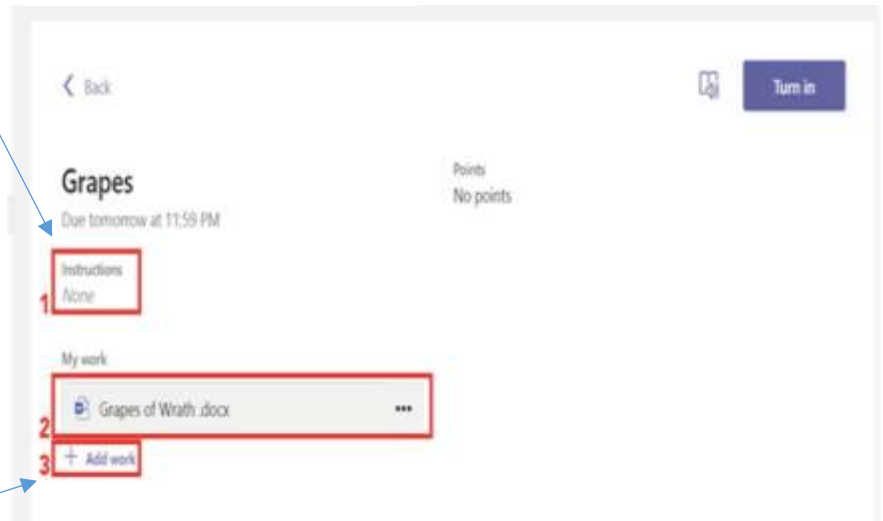 Back
Turn in
Grapes
Points
No points
Due tomorrow at 11:59 PM
Instructions
None
1
My work
Grapes of Wrath .docx
•••
2
+ Add work
3